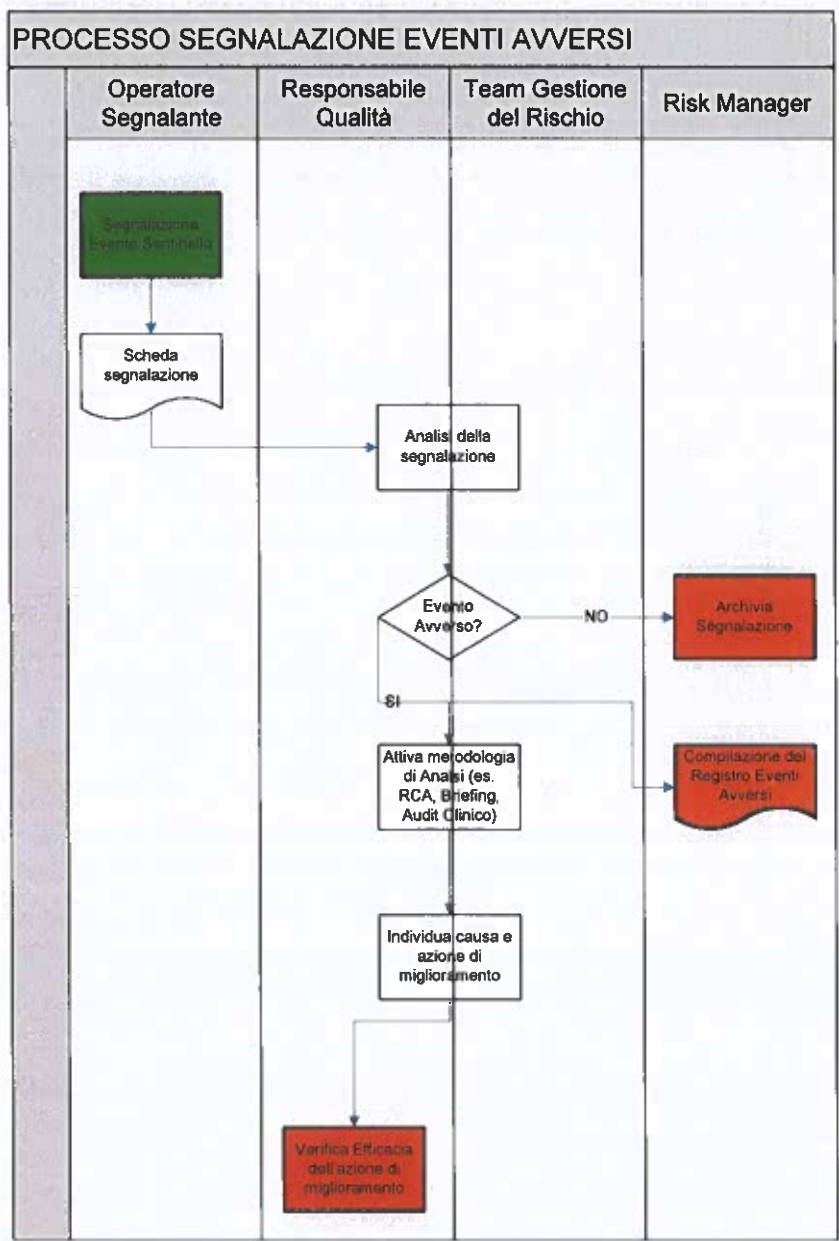 PROCESSO SEGNALAZIONE EVENTI AVVERSI
Operatore
Segnalante
Responsabile
Qualità
Team Gestione
del Rischio
Risk Manager
Segnalazione
Evento Sentinella
Scheda
segnalazione
Analisi della
segnalazione
Evento
Avverso?
NO
Archivia
Segnalazione
SI
Attiva metodologia
di Analisi (es.
RCA, Briefing,
Audit Clinico)
Compilazione del
Registro Eventi
Avversi
Individua causa e
azione di
miglioramento
Verifica Efficacia
dell'azione di
miglioramento